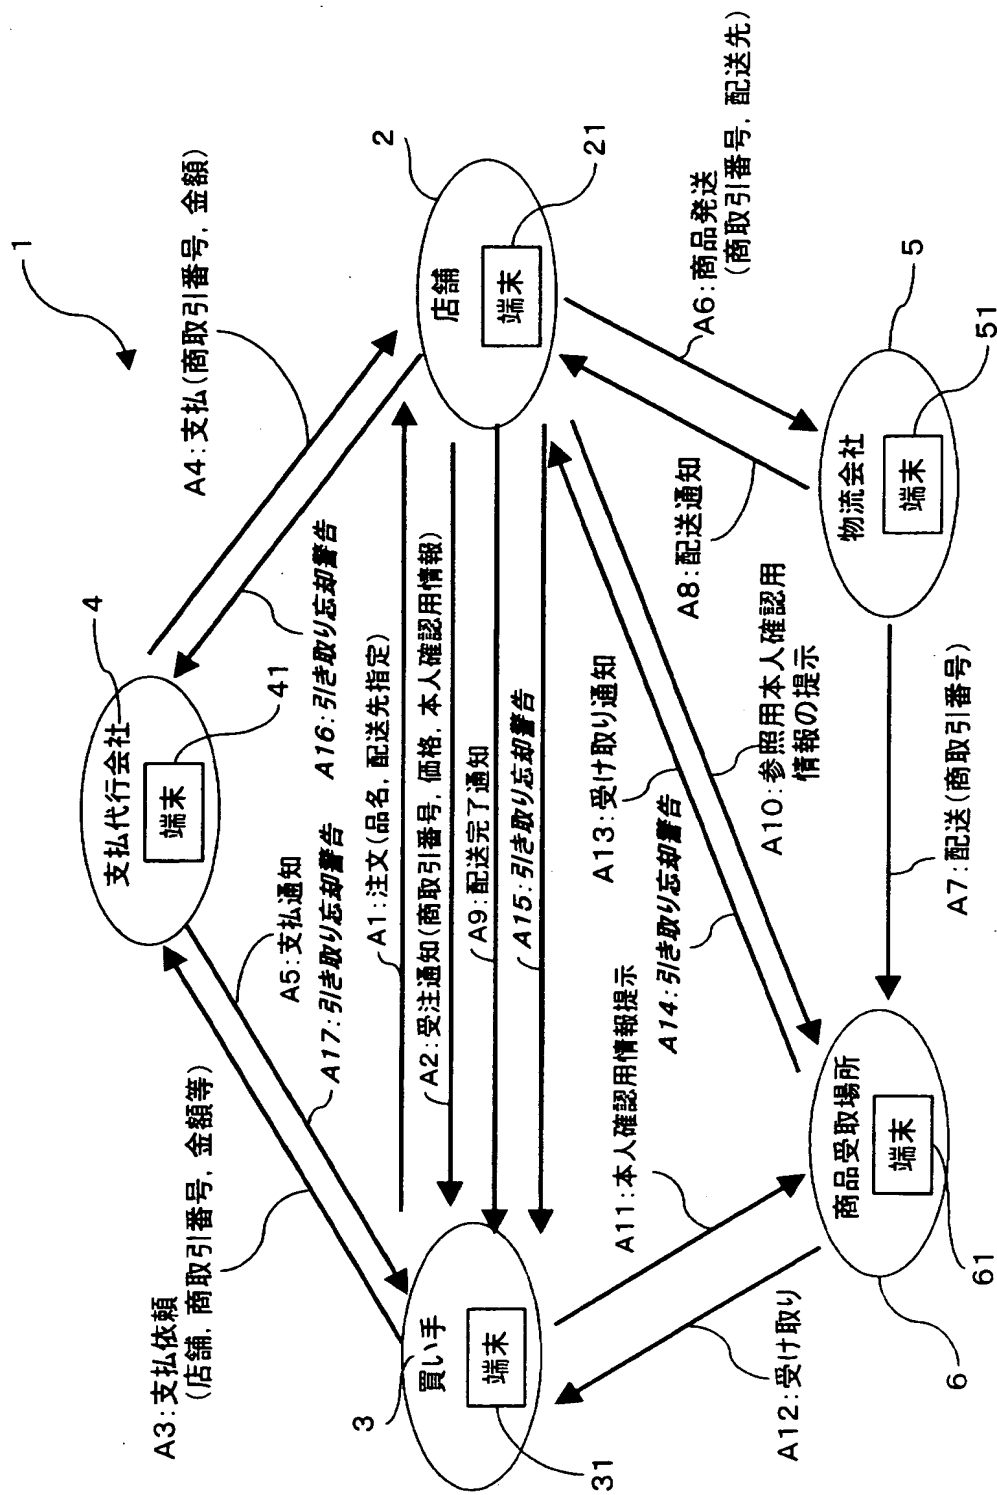 1
A4:支払(商取引番号, 金額)
2
店舗
端末
21
A6:商品発送
(商取引番号, 配送先)
5
物流会社
端末
51
A8:配送通知
4
支払代行会社
端末
41
A16:引き取り忘却警告
A5:支払通知
A17:引き取り忘却警告
A1:注文(品名, 配送先指定)
A2:受注通知(商取引番号, 価格, 本人確認用情報)
A9:配送完了通知
A15:引き取り忘却警告
A13:受け取り通知
A14:引き取り忘却警告
A10:参照用本人確認用
情報の提示
A7:配送(商取引番号)
A3:支払依頼
(店舗, 商取引番号, 金額等)
3
買い手
端末
31
A11:本人確認用情報提示
A12:受け取り
商品受取場所
端末
61
6